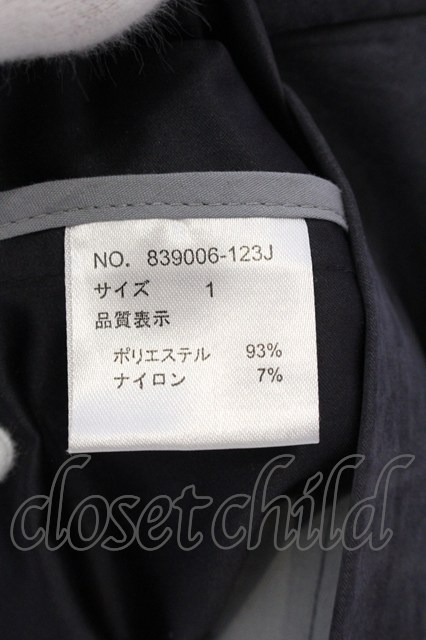 NO. 839006-123J
サイズ 1
品質表示
ポリエステル 93%
ナイロン 7%
closet child